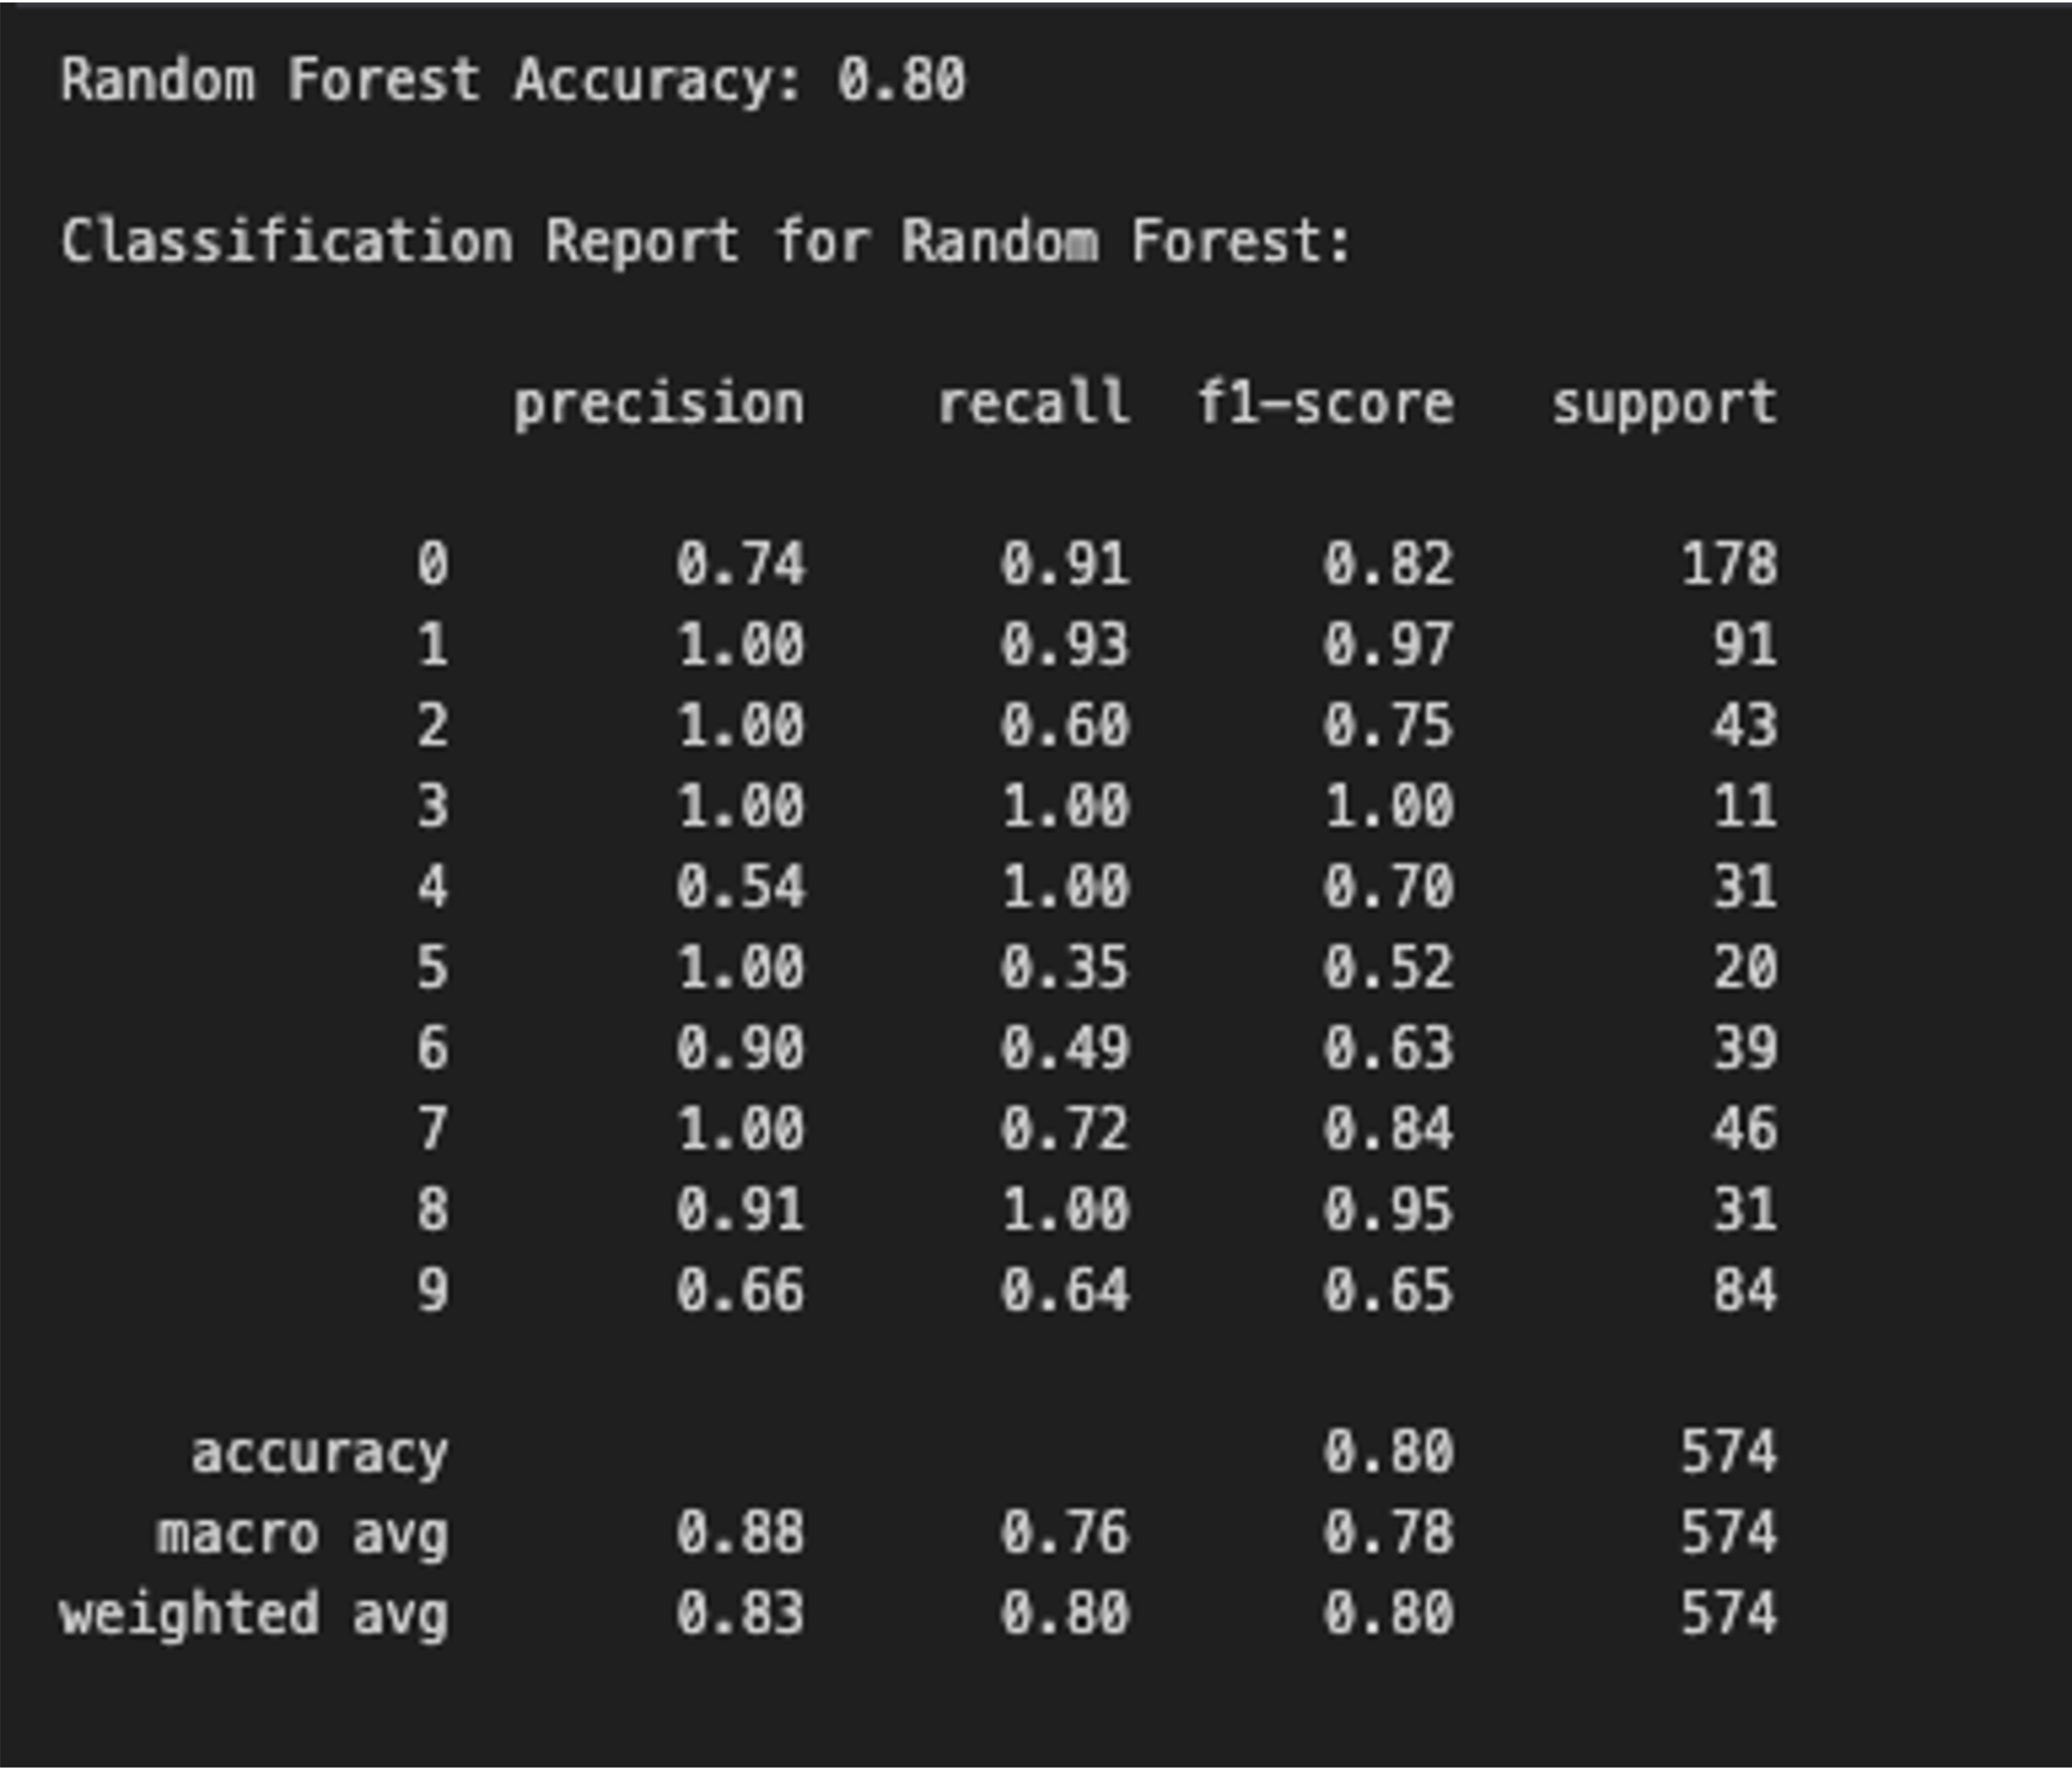 Random Forest Accuracy: 0.80
Classification Report for Random Forest:
precision recall f1-score support
0 0.74 0.91 0.82 178
1 1.00 0.93 0.97 91
2 1.00 0.60 0.75 43
3 1.00 1.00 1.00 11
4 0.54 1.00 0.70 31
5 1.00 0.35 0.52 20
6 0.90 0.49 0.63 39
7 1.00 0.72 0.84 46
8 0.91 1.00 0.95 31
9 0.66 0.64 0.65 84
accuracy 0.80 574
macro avg 0.88 0.76 0.78 574
weighted avg 0.83 0.80 0.80 574